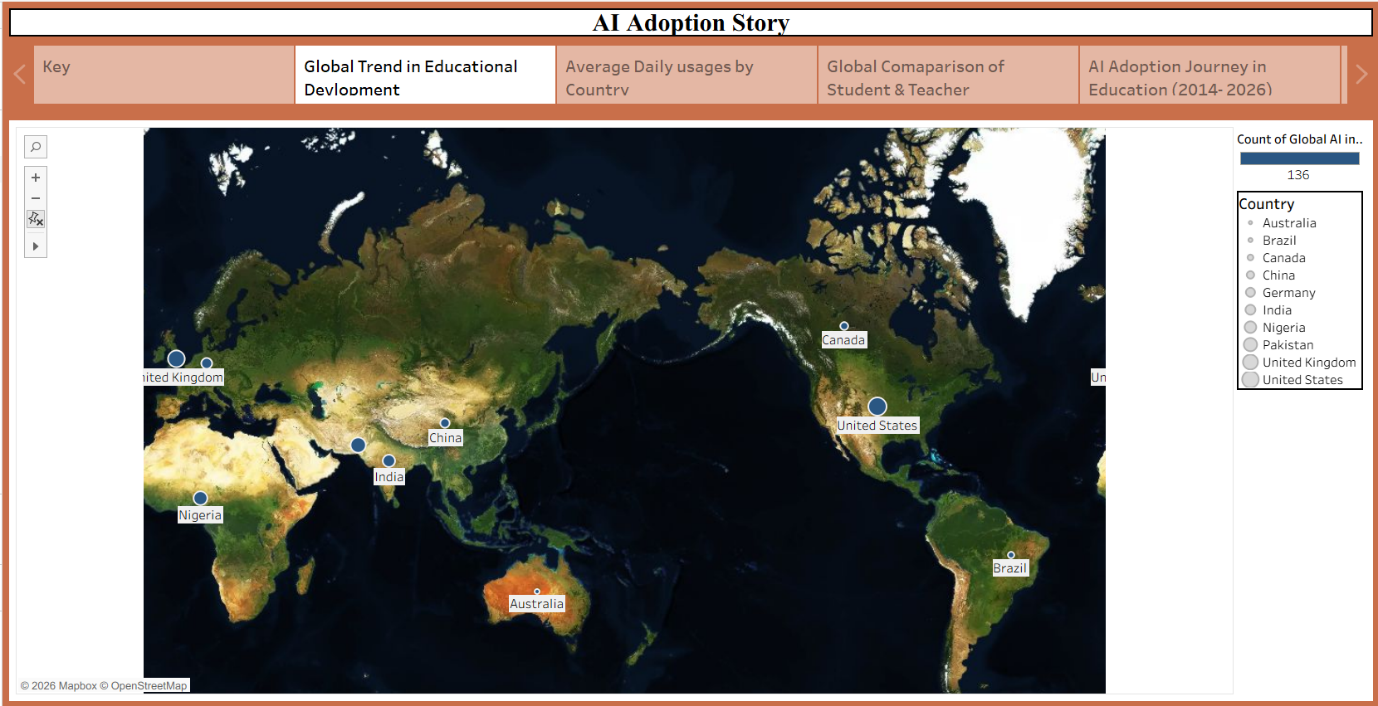 AI Adoption Story
Key
Global Trend in Educational
Devlopment
Average Daily usages by
Country
Global Comaparison of
Student & Teacher
AI Adoption Journey in
Education (2014- 2026)
Count of Global AI in..
136
Country
Australia
Brazil
Canada
China
Germany
India
Nigeria
Pakistan
United Kingdom
United States
Canada
nited Kingdom
Un
United States
China
India
Nigeria
Brazil
Australia
© 2026 Mapbox © OpenStreetMap